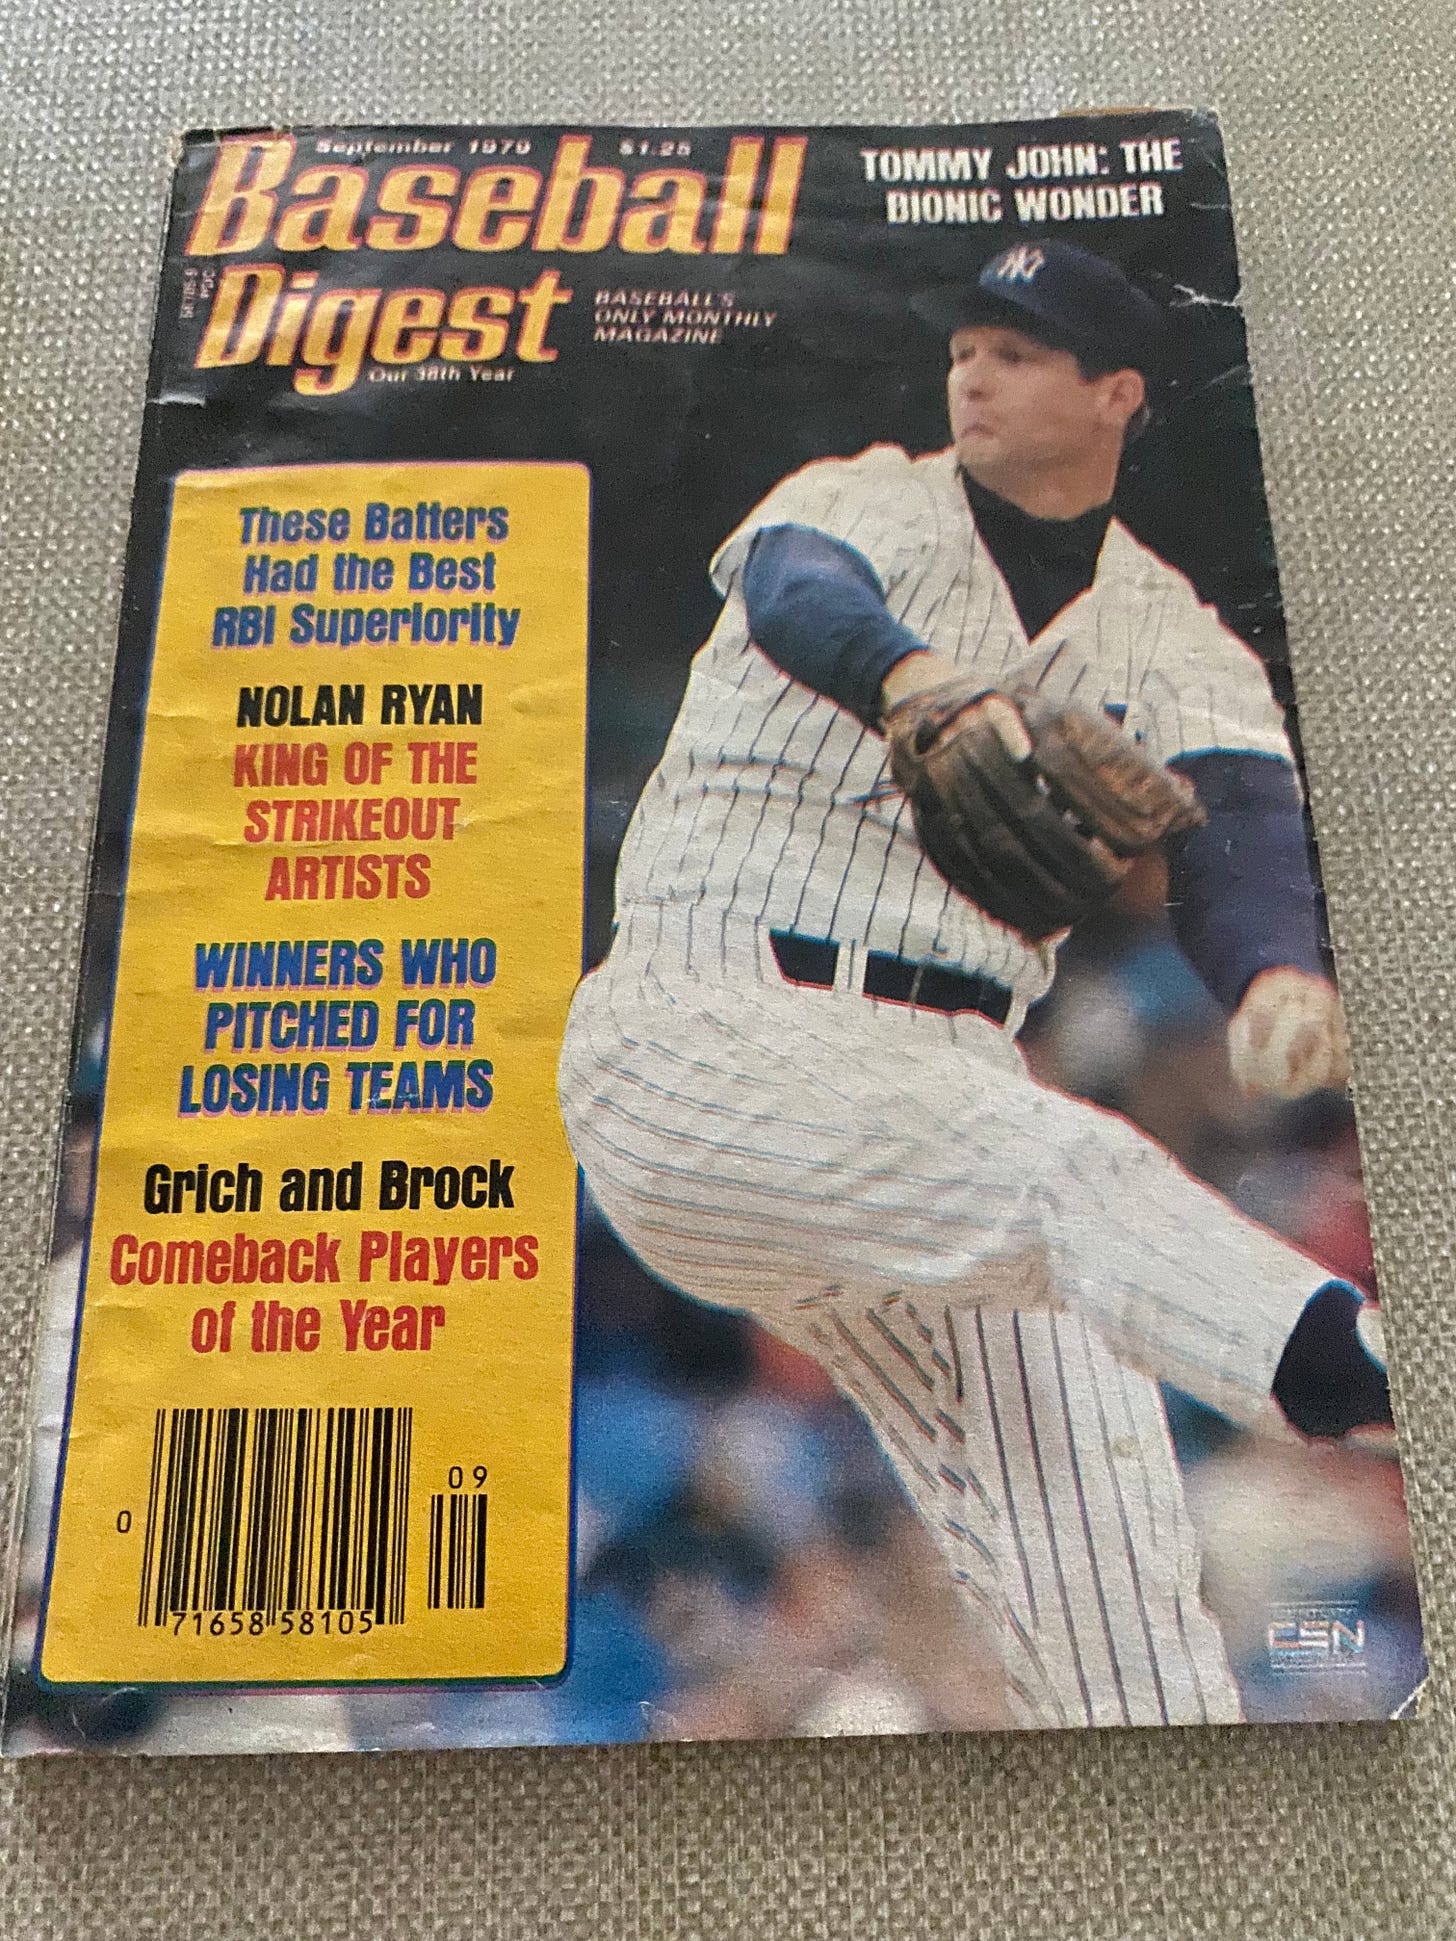 September 1979 $1.25
Baseball
Digest
BASEBALL'S
ONLY MONTHLY
MAGAZINE
Our 38th Year
TOMMY JOHN: THE
BIONIC WONDER
NY
These Batters
Had the Best
RBI Superiority
NOLAN RYAN
KING OF THE
STRIKEOUT
ARTISTS
WINNERS WHO
PITCHED FOR
LOSING TEAMS
Grich and Brock
Comeback Players
of the Year
09
0
71658 58105
CSN